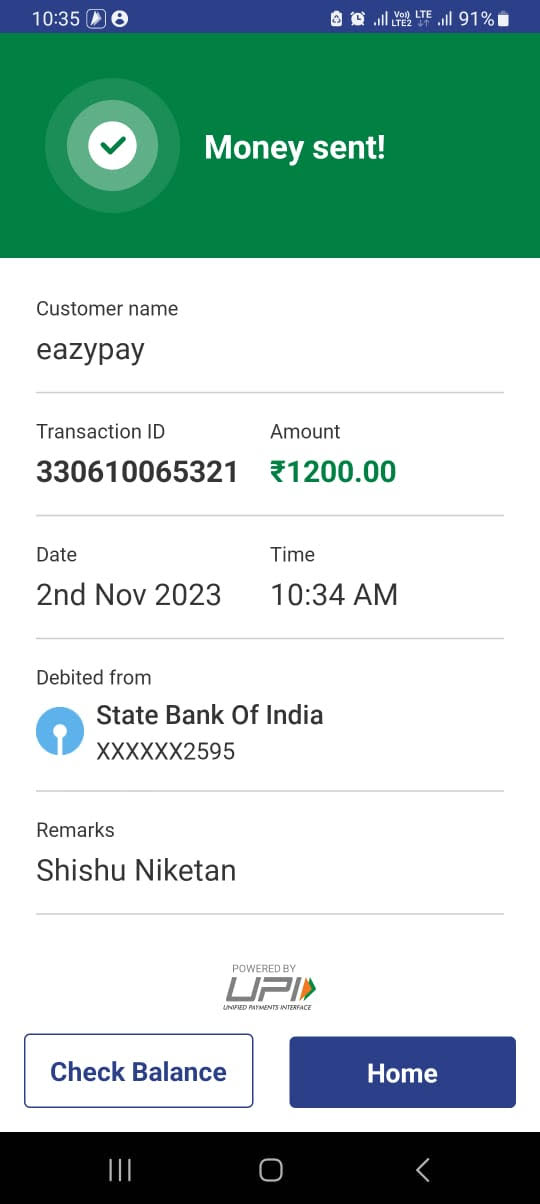 10:35 Vo)) LTE LTE2 91%
Money sent!
Customer name
eazypay
Transaction ID Amount
330610065321 ₹1200.00
Date Time
2nd Nov 2023 10:34 AM
Debited from
State Bank Of India
XXXXXX2595
Remarks
Shishu Niketan
POWERED BY
UPI
UNIFIED PAYMENTS INTERFACE
Check Balance Home